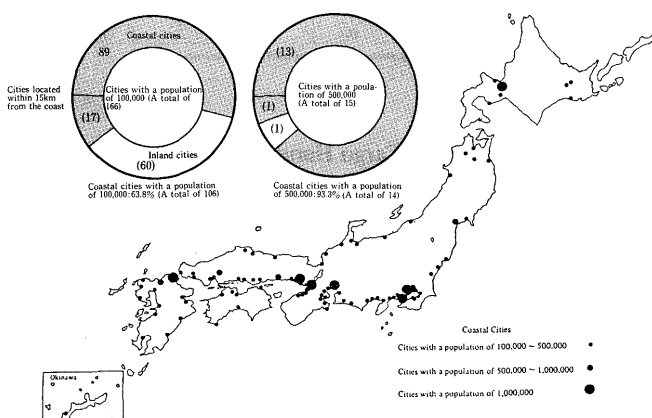 Coastal cities
89
Cities located
within 15km
from the coast
(17)
Cities with a population
of 100,000 (A total of
166)
Inland cities
(60)
Coastal cities with a population
of 100,000:63.8% (A total of 106)
(13)
(1)
(1)
Cities with a poula-
tion of 500,000
(A total of 15)
Coastal cities with a population
of 500,000:93.3% (A total of 14)
Coastal Cities
Cities with a population of 100,000 ~ 500,000
Cities with a population of 500,000 ~ 1,000,000
Cities with a population of 1,000,000
Okinawa